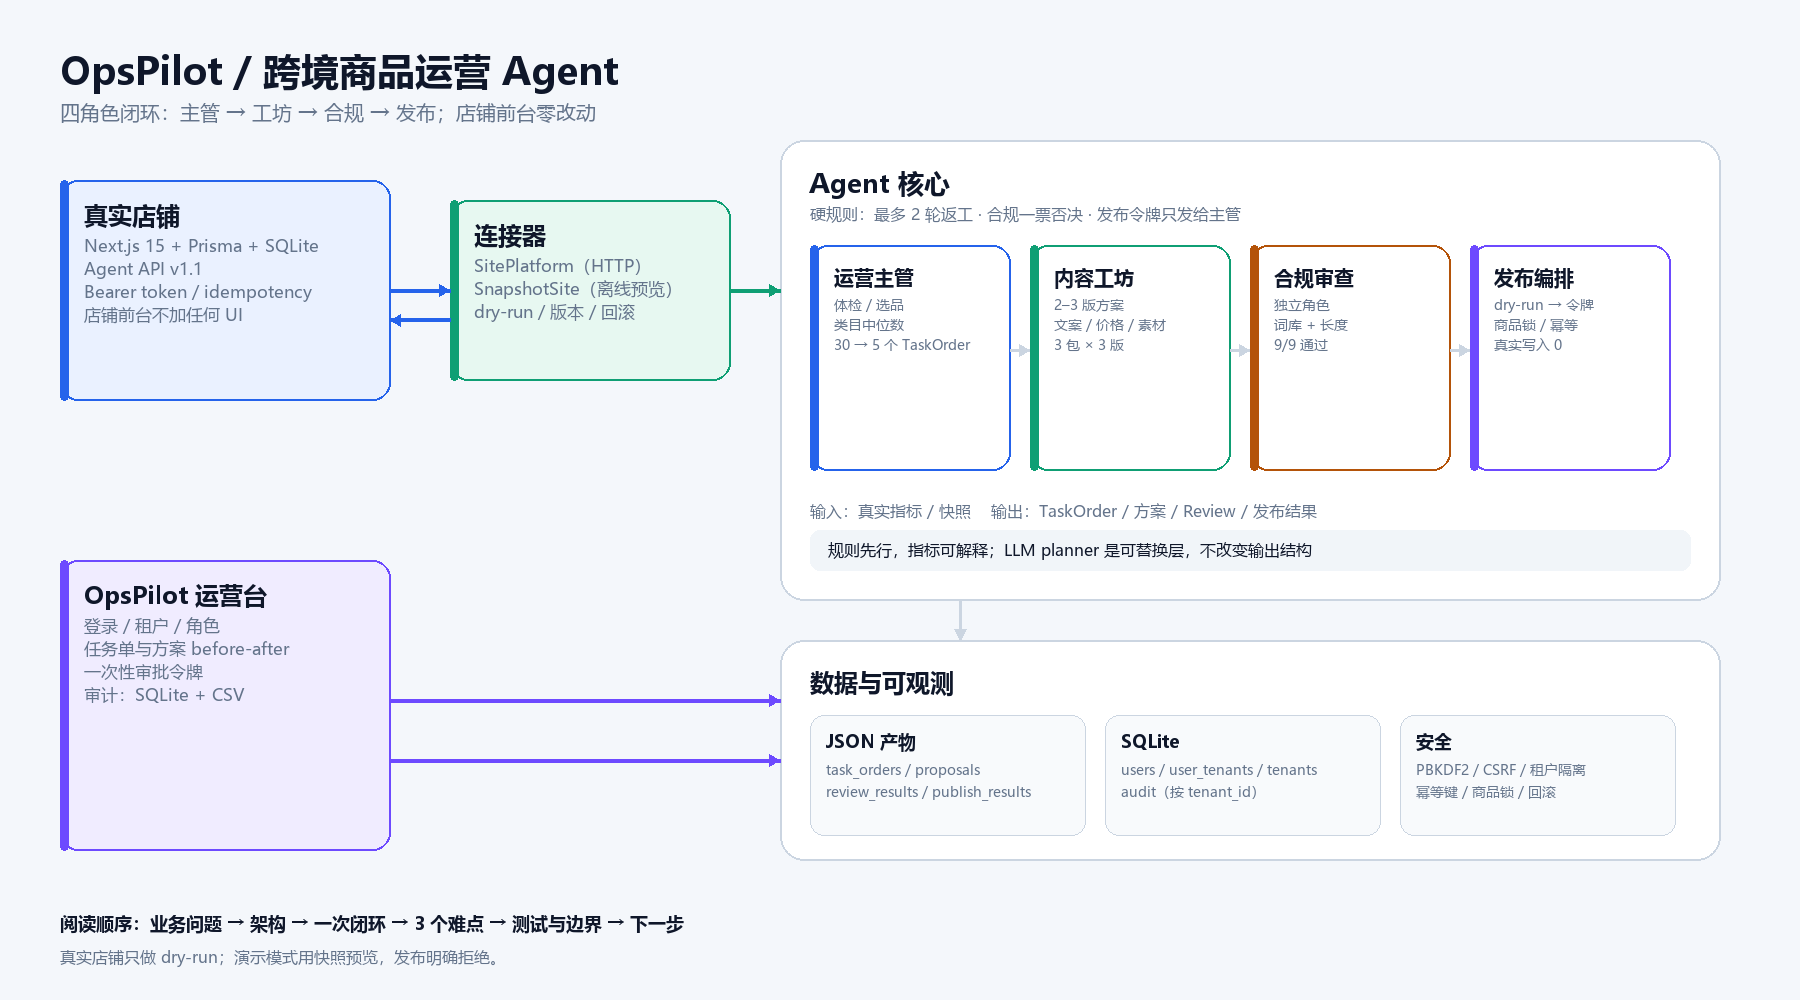 OpsPilot / 跨境商品运营 Agent
四角色闭环：主管 → 工坊 → 合规 → 发布；店铺前台零改动
真实店铺
Next.js 15 + Prisma + SQLite
Agent API v1.1
Bearer token / idempotency
店铺前台不加任何 UI
连接器
SitePlatform（HTTP）
SnapshotSite（离线预览）
dry-run / 版本 / 回滚
Agent 核心
硬规则：最多 2 轮返工 · 合规一票否决 · 发布令牌只发给主管
运营主管
体检 / 选品
类目中位数
30 → 5 个 TaskOrder
内容工坊
2–3 版方案
文案 / 价格 / 素材
3 包 × 3 版
合规审查
独立角色
词库 + 长度
9/9 通过
发布编排
dry-run → 令牌
商品锁 / 幂等
真实写入 0
输入：真实指标 / 快照 输出：TaskOrder / 方案 / Review / 发布结果
规则先行，指标可解释；LLM planner 是可替换层，不改变输出结构
OpsPilot 运营台
登录 / 租户 / 角色
任务单与方案 before-after
一次性审批令牌
审计：SQLite + CSV
数据与可观测
JSON 产物
task_orders / proposals
review_results / publish_results
SQLite
users / user_tenants / tenants
audit（按 tenant_id）
安全
PBKDF2 / CSRF / 租户隔离
幂等键 / 商品锁 / 回滚
阅读顺序：业务问题 → 架构 → 一次闭环 → 3 个难点 → 测试与边界 → 下一步
真实店铺只做 dry-run；演示模式用快照预览，发布明确拒绝。